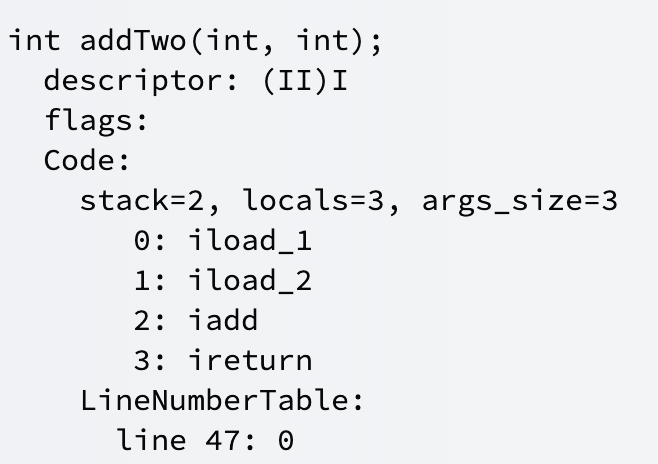 int addTwo(int, int);
  descriptor: (II)I
  flags:
  Code:
    stack=2, locals=3, args_size=3
       0: iload_1
       1: iload_2
       2: iadd
       3: ireturn
    LineNumberTable:
      line 47: 0